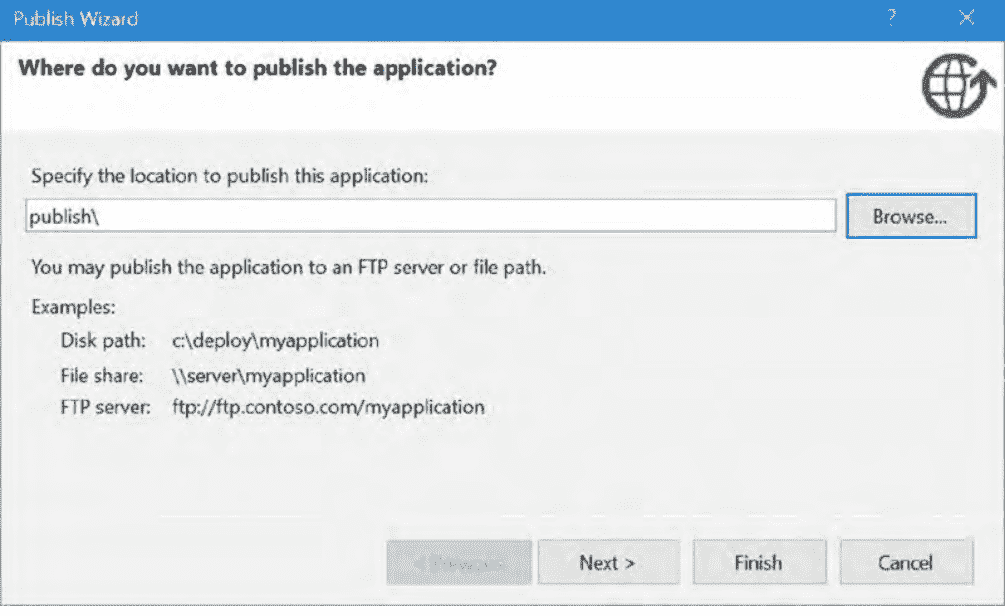 Publish Wizard
?
Where do you want to publish the application?
Specify the location to publish this application:
publish\
Browse...
You may publish the application to an FTP server or file path.
Examples:
Disk path: c:\deploy\myapplication
File share: \\server\myapplication
FTP server: ftp://ftp.contoso.com/myapplication
Next >
Finish
Cancel